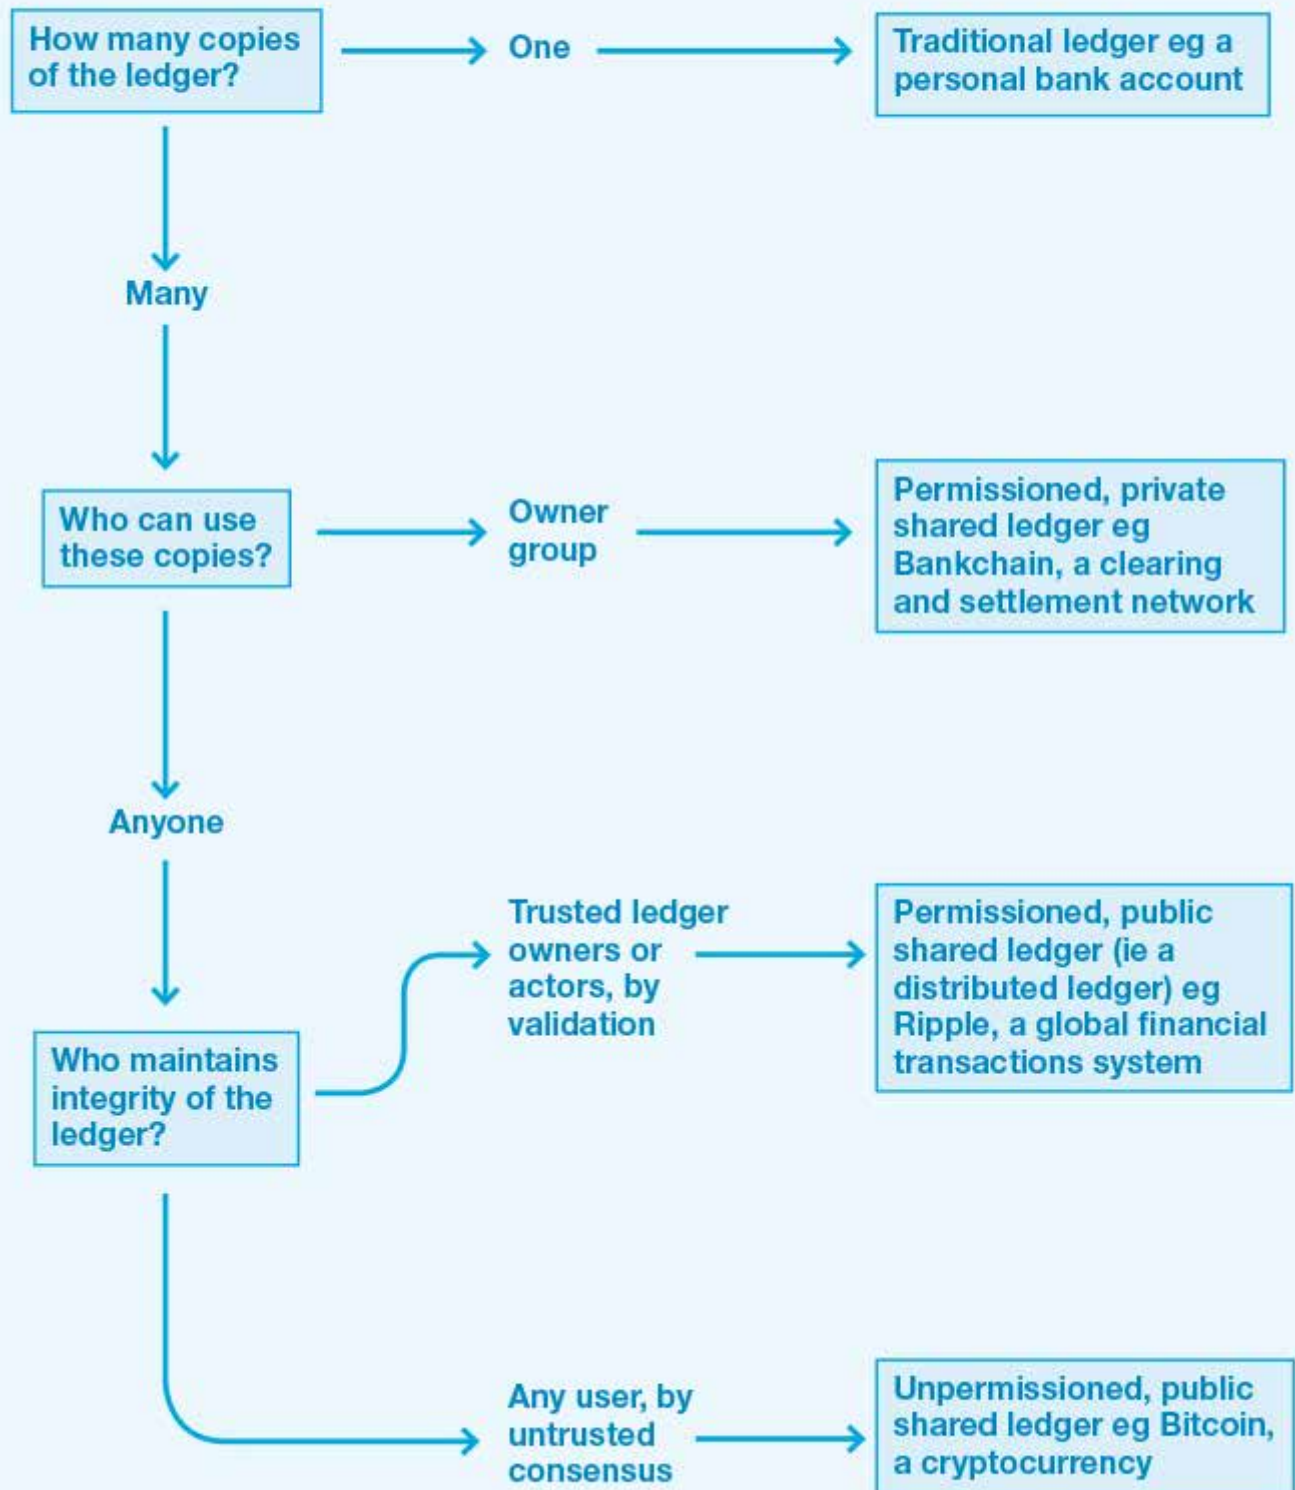 How many copies
of the ledger?
One
Traditional ledger eg a
personal bank account
Many
Who can use
these copies?
Owner
group
Permissioned, private
shared ledger eg
Bankchain, a clearing
and settlement network
Anyone
Who maintains
integrity of the
ledger?
Trusted ledger
owners or
actors, by
validation
Permissioned, public
shared ledger (ie a
distributed ledger) eg
Ripple, a global financial
transactions system
Any user, by
untrusted
consensus
Unpermissioned, public
shared ledger eg Bitcoin,
a cryptocurrency